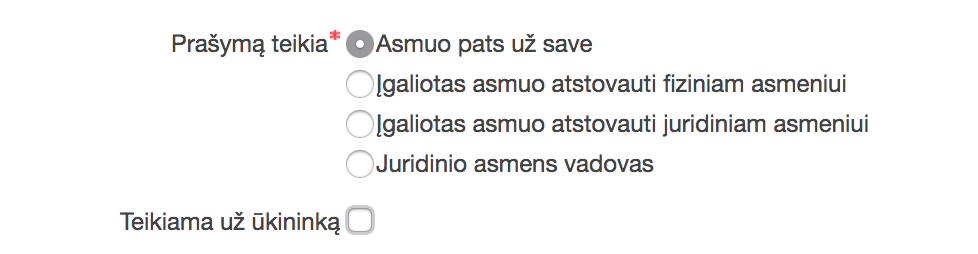 Prašymą teikia* Asmuo pats už save
Įgaliotas asmuo atstovauti fiziniam asmeniui
Įgaliotas asmuo atstovauti juridiniam asmeniui
Juridinio asmens vadovas
Teikiama už ūkininką